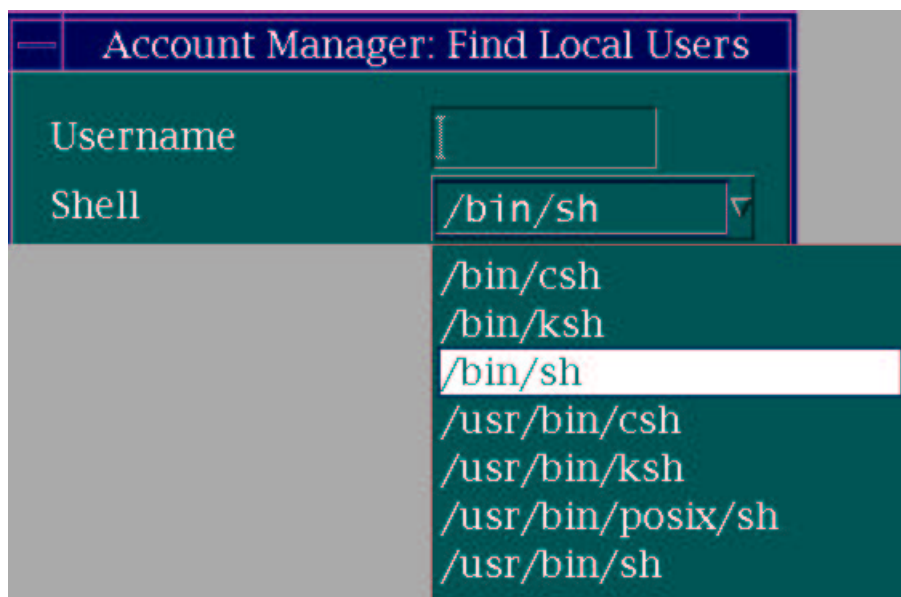 Account Manager: Find Local Users
Username
Shell /bin/sh
/bin/csh
/bin/ksh
/bin/sh
/usr/bin/csh
/usr/bin/ksh
/usr/bin/posix/sh
/usr/bin/sh